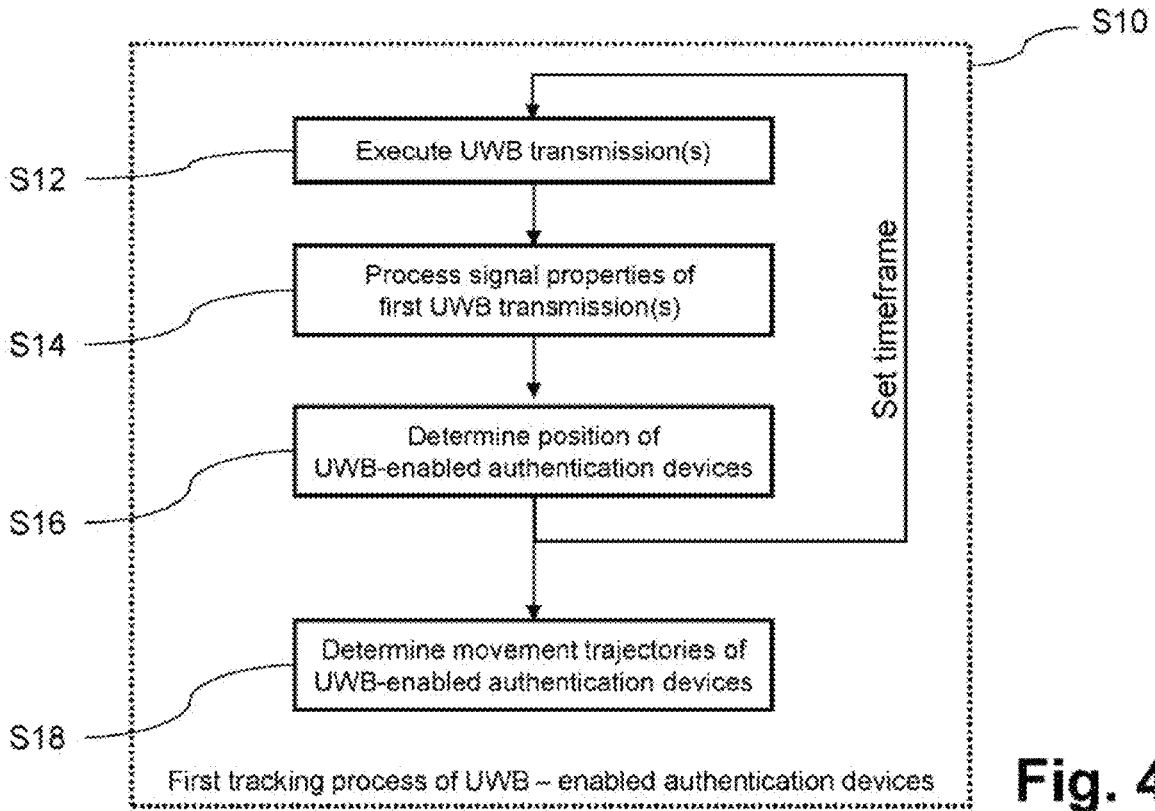 S10
Execute UWB transmission(s)
S12
Process signal properties of
first UWB transmission(s)
S14
Set timeframe
Determine position of
UWB-enabled authentication devices
S16
Determine movement trajectories of
UWB-enabled authentication devices
S18
First tracking process of UWB – enabled authentication devices
Fig. 4